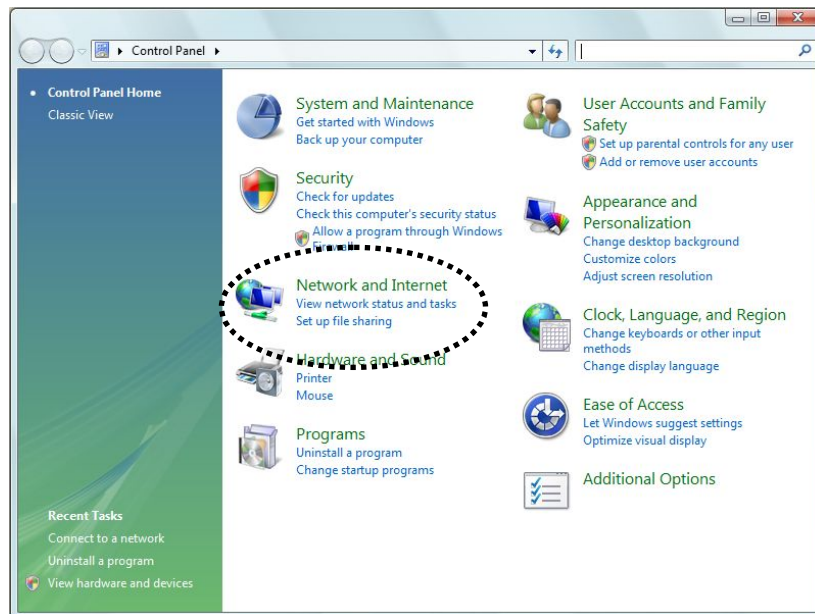 Control Panel
Control Panel Home
Classic View
System and Maintenance
Get started with Windows
Back up your computer
Security
Check for updates
Check this computer's security status
Allow a program through Windows
Firewall
Network and Internet
View network status and tasks
Set up file sharing
Hardware and Sound
Printer
Mouse
Programs
Uninstall a program
Change startup programs
User Accounts and Family
Safety
Set up parental controls for any user
Add or remove user accounts
Appearance and
Personalization
Change desktop background
Customize colors
Adjust screen resolution
Clock, Language, and Region
Change keyboards or other input
methods
Change display language
Ease of Access
Let Windows suggest settings
Optimize visual display
Additional Options
Recent Tasks
Connect to a network
Uninstall a program
View hardware and devices